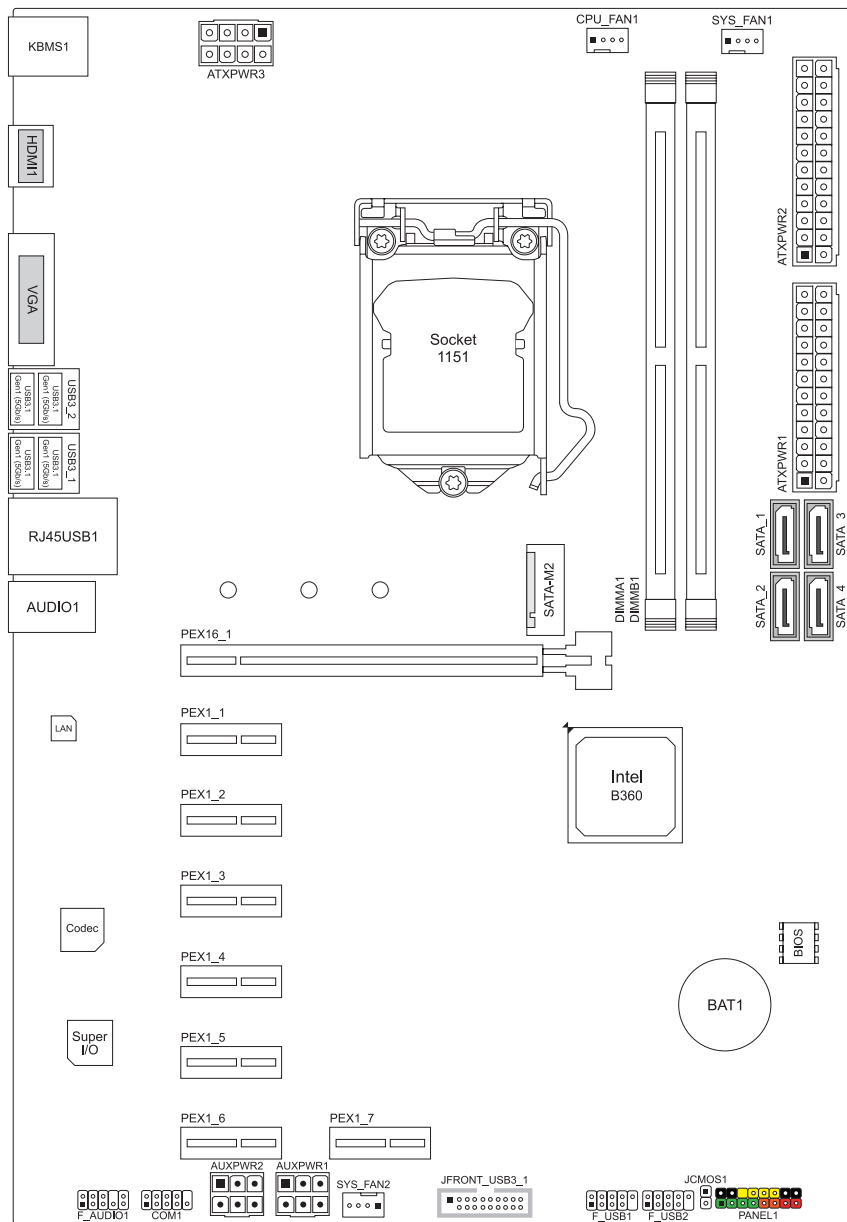 KBMS1
ATXPWR3
CPU_FAN1
SYS_FAN1
HDMI1
ATXPWR2
VGA
Socket
1151
USB3_2
USB3.1
Gen1 (5Gb/s)
USB3.1
Gen1 (5Gb/s)
USB3_1
USB3.1
Gen1 (5Gb/s)
USB3.1
Gen1 (5Gb/s)
ATXPWR1
RJ45USB1
SATA_1
SATA_3
AUDIO1
SATA-M2
DIMMA1
DIMMB1
SATA_2
SATA_4
PEX16_1
LAN
PEX1_1
Intel
B360
PEX1_2
PEX1_3
Codec
BIOS
PEX1_4
BAT1
Super
I/O
PEX1_5
PEX1_6
PEX1_7
AUXPWR2
AUXPWR1
SYS_FAN2
JFRONT_USB3_1
JCMOS1
F_AUDIO1
COM1
F_USB1
F_USB2
PANEL1